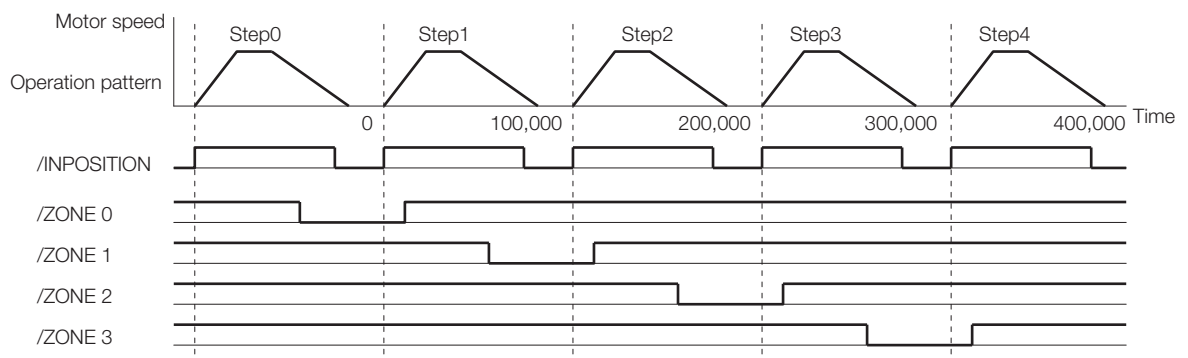 Motor speed
Step0 Step1 Step2 Step3 Step4
Operation pattern
0 100,000 200,000 300,000 400,000 Time
/INPOSITION
/ZONE 0
/ZONE 1
/ZONE 2
/ZONE 3